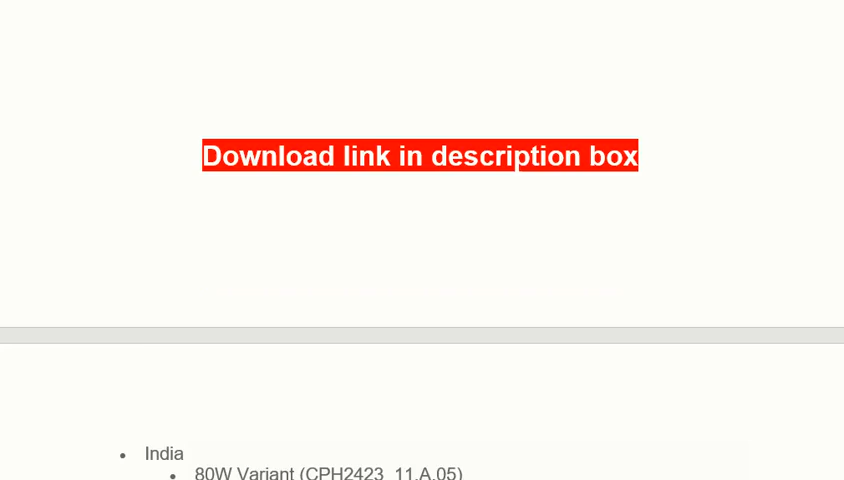 Download link in description box
• India
• 80W Variant (CPH2423_11.A.05)